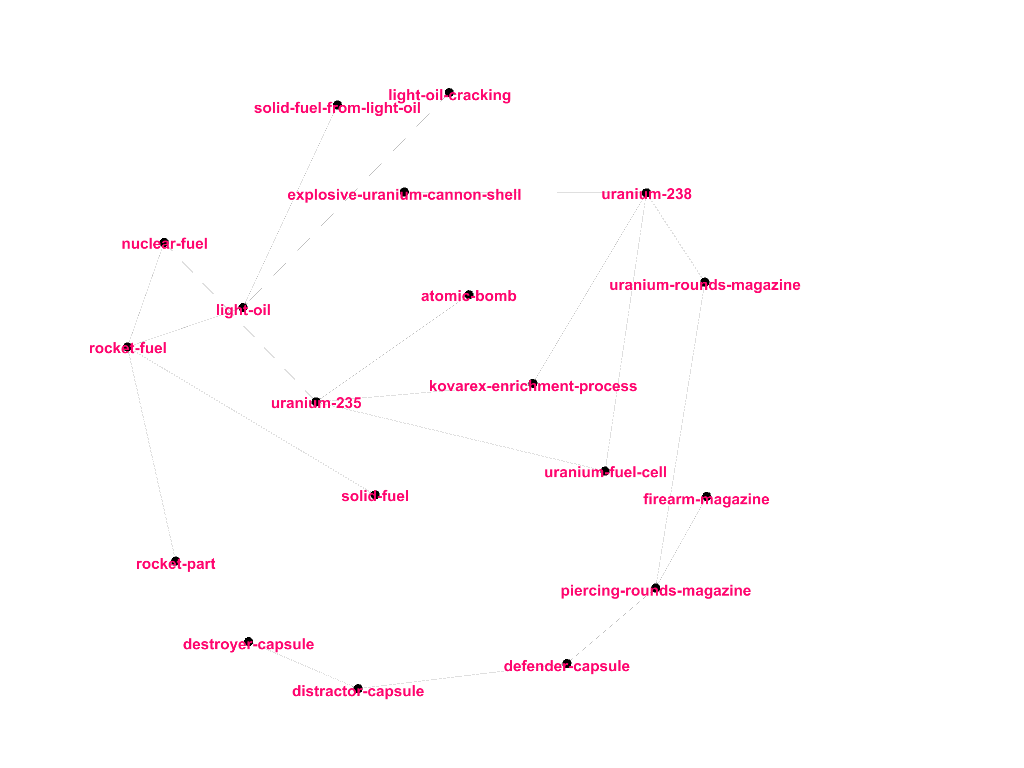 light-oil-cracking
solid-fuel-from-light-oil
explosive-uranium-cannon-shell
uranium-238
nuclear-fuel
uranium-rounds-magazine
atomic-bomb
light-oil
rocket-fuel
kovarex-enrichment-process
uranium-235
uranium-fuel-cell
solid-fuel
firearm-magazine
rocket-part
piercing-rounds-magazine
destroyer-capsule
defender-capsule
distractor-capsule